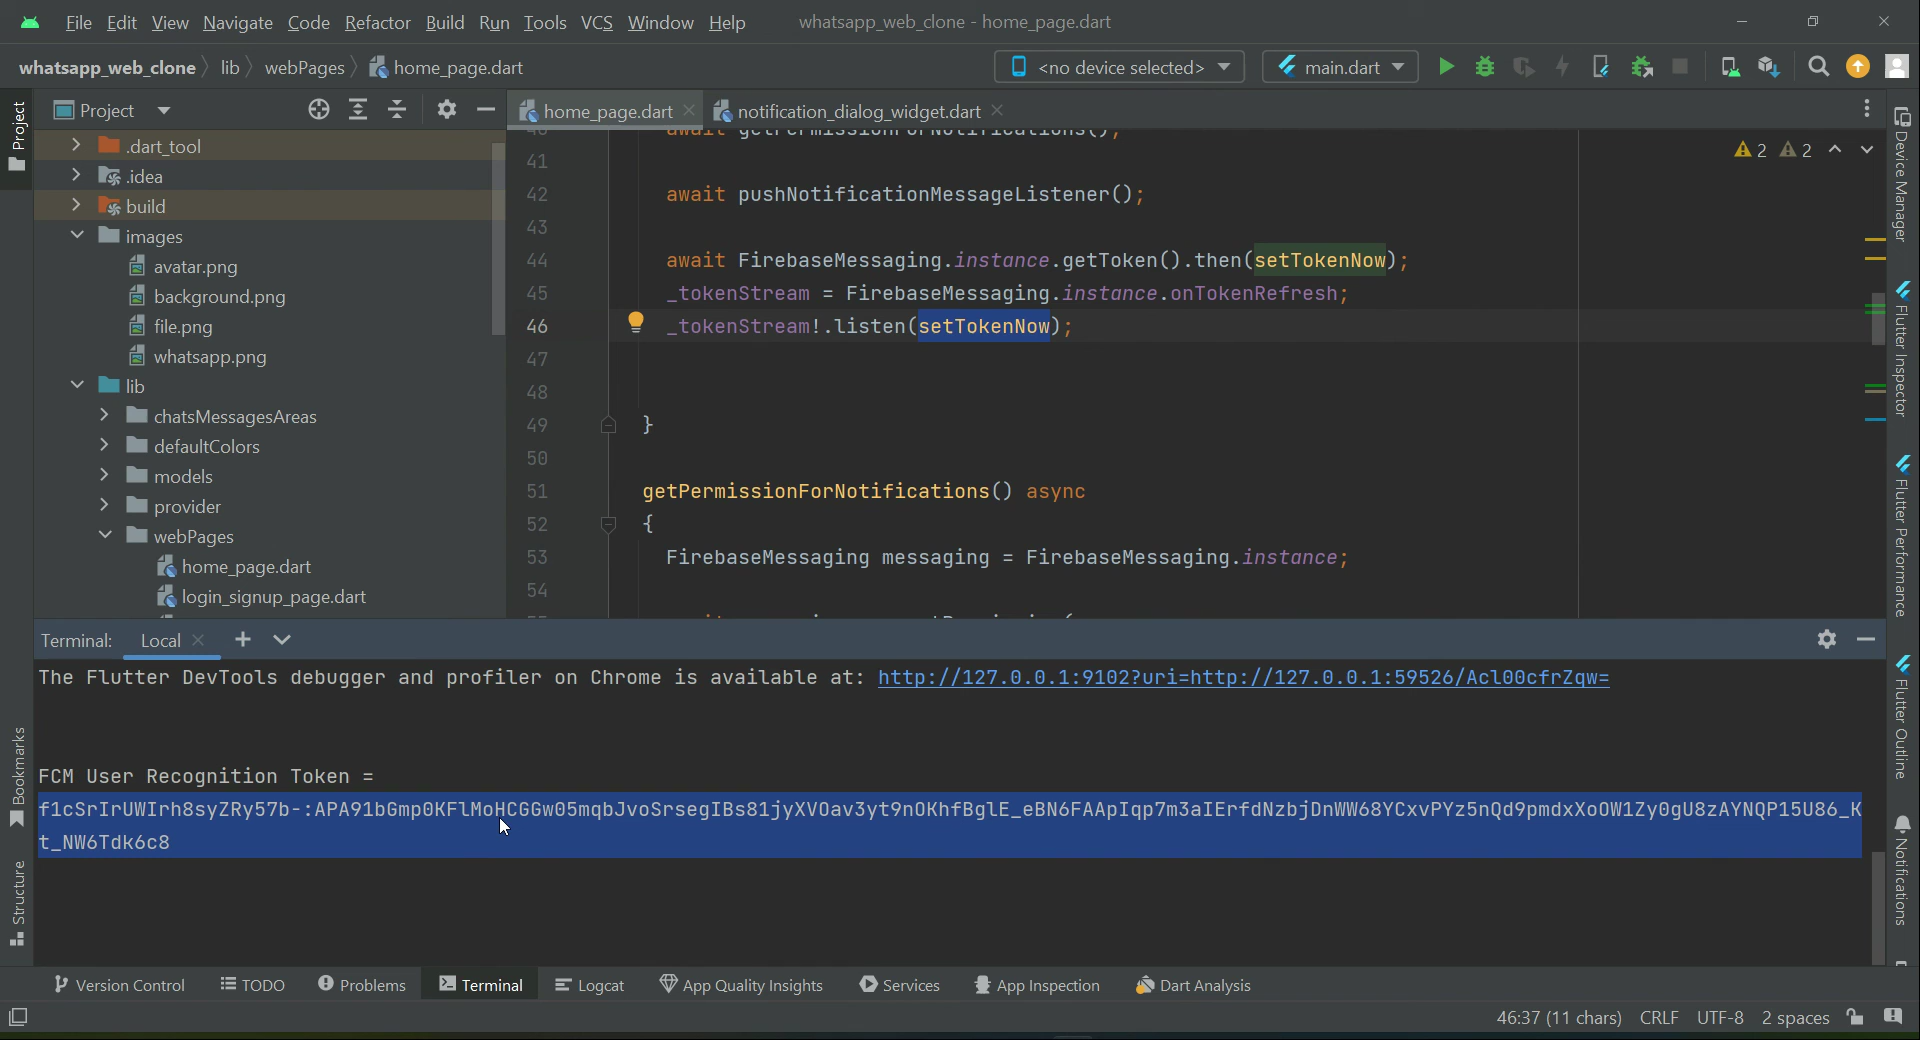 File Edit View Navigate Code Refactor Build Run Tools VCS Window Help whatsapp_web_clone - home_page.dart
whatsapp_web_clone lib webPages home_page.dart <no device selected> main.dart
Project home_page.dart notification_dialog_widget.dart
Project
.dart_tool
.idea
build
images
avatar.png
background.png
file.png
whatsapp.png
lib
chatsMessagesAreas
defaultColors
models
provider
webPages
home_page.dart
login_signup_page.dart
await getPermissionForNotifications();
41
42 await pushNotificationMessageListener();
43
44 await FirebaseMessaging.instance.getToken().then(setTokenNow);
45 _tokenStream = FirebaseMessaging.instance.onTokenRefresh;
46 _tokenStream!.listen(setTokenNow);
47
48
49 }
50
51 getPermissionForNotifications() async
52 {
53 FirebaseMessaging messaging = FirebaseMessaging.instance;
54
2 2
Device Manager
Flutter Inspector
Flutter Performance
Flutter Outline
Notifications
Terminal: Local
The Flutter DevTools debugger and profiler on Chrome is available at: http://127.0.0.1:9102?uri=http://127.0.0.1:59526/Acl00cfrZqw=
FCM User Recognition Token =
f1cSrIrUWIrh8syZRy57b-:APA91bGmp0KFlMoHCGGw05mqbJvoSrsegIBs81jyXVOav3yt9nOKhfBglE_eBN6FAApIqp7m3aIErfdNzbjDnWW68YCxvPYz5nQd9pmdxXoOW1Zy0gU8zAYNQP15U86_K
t_NW6Tdk6c8
Bookmarks
Structure
Version Control TODO Problems Terminal Logcat App Quality Insights Services App Inspection Dart Analysis
46:37 (11 chars) CRLF UTF-8 2 spaces